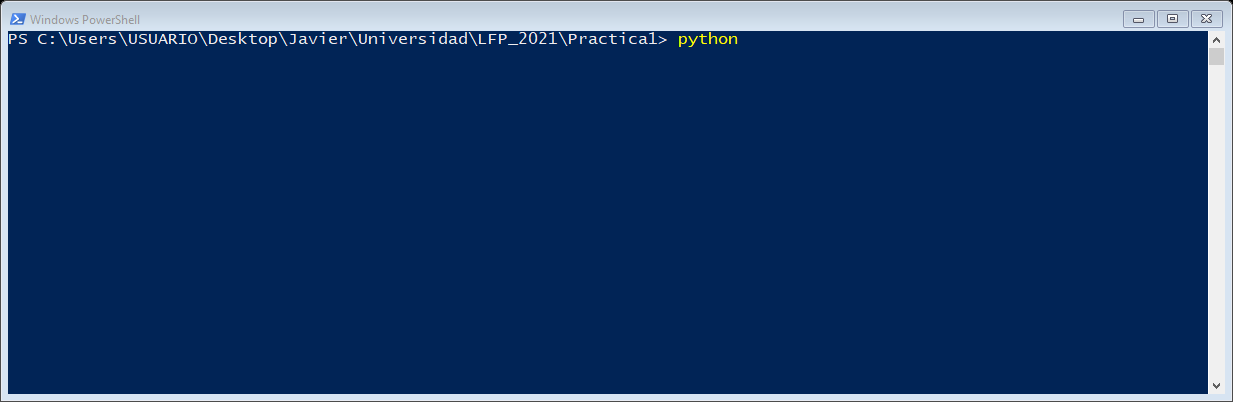 Windows PowerShell
PS C:\Users\USUARIO\Desktop\Javier\Universidad\LFP_2021\Practica1> python